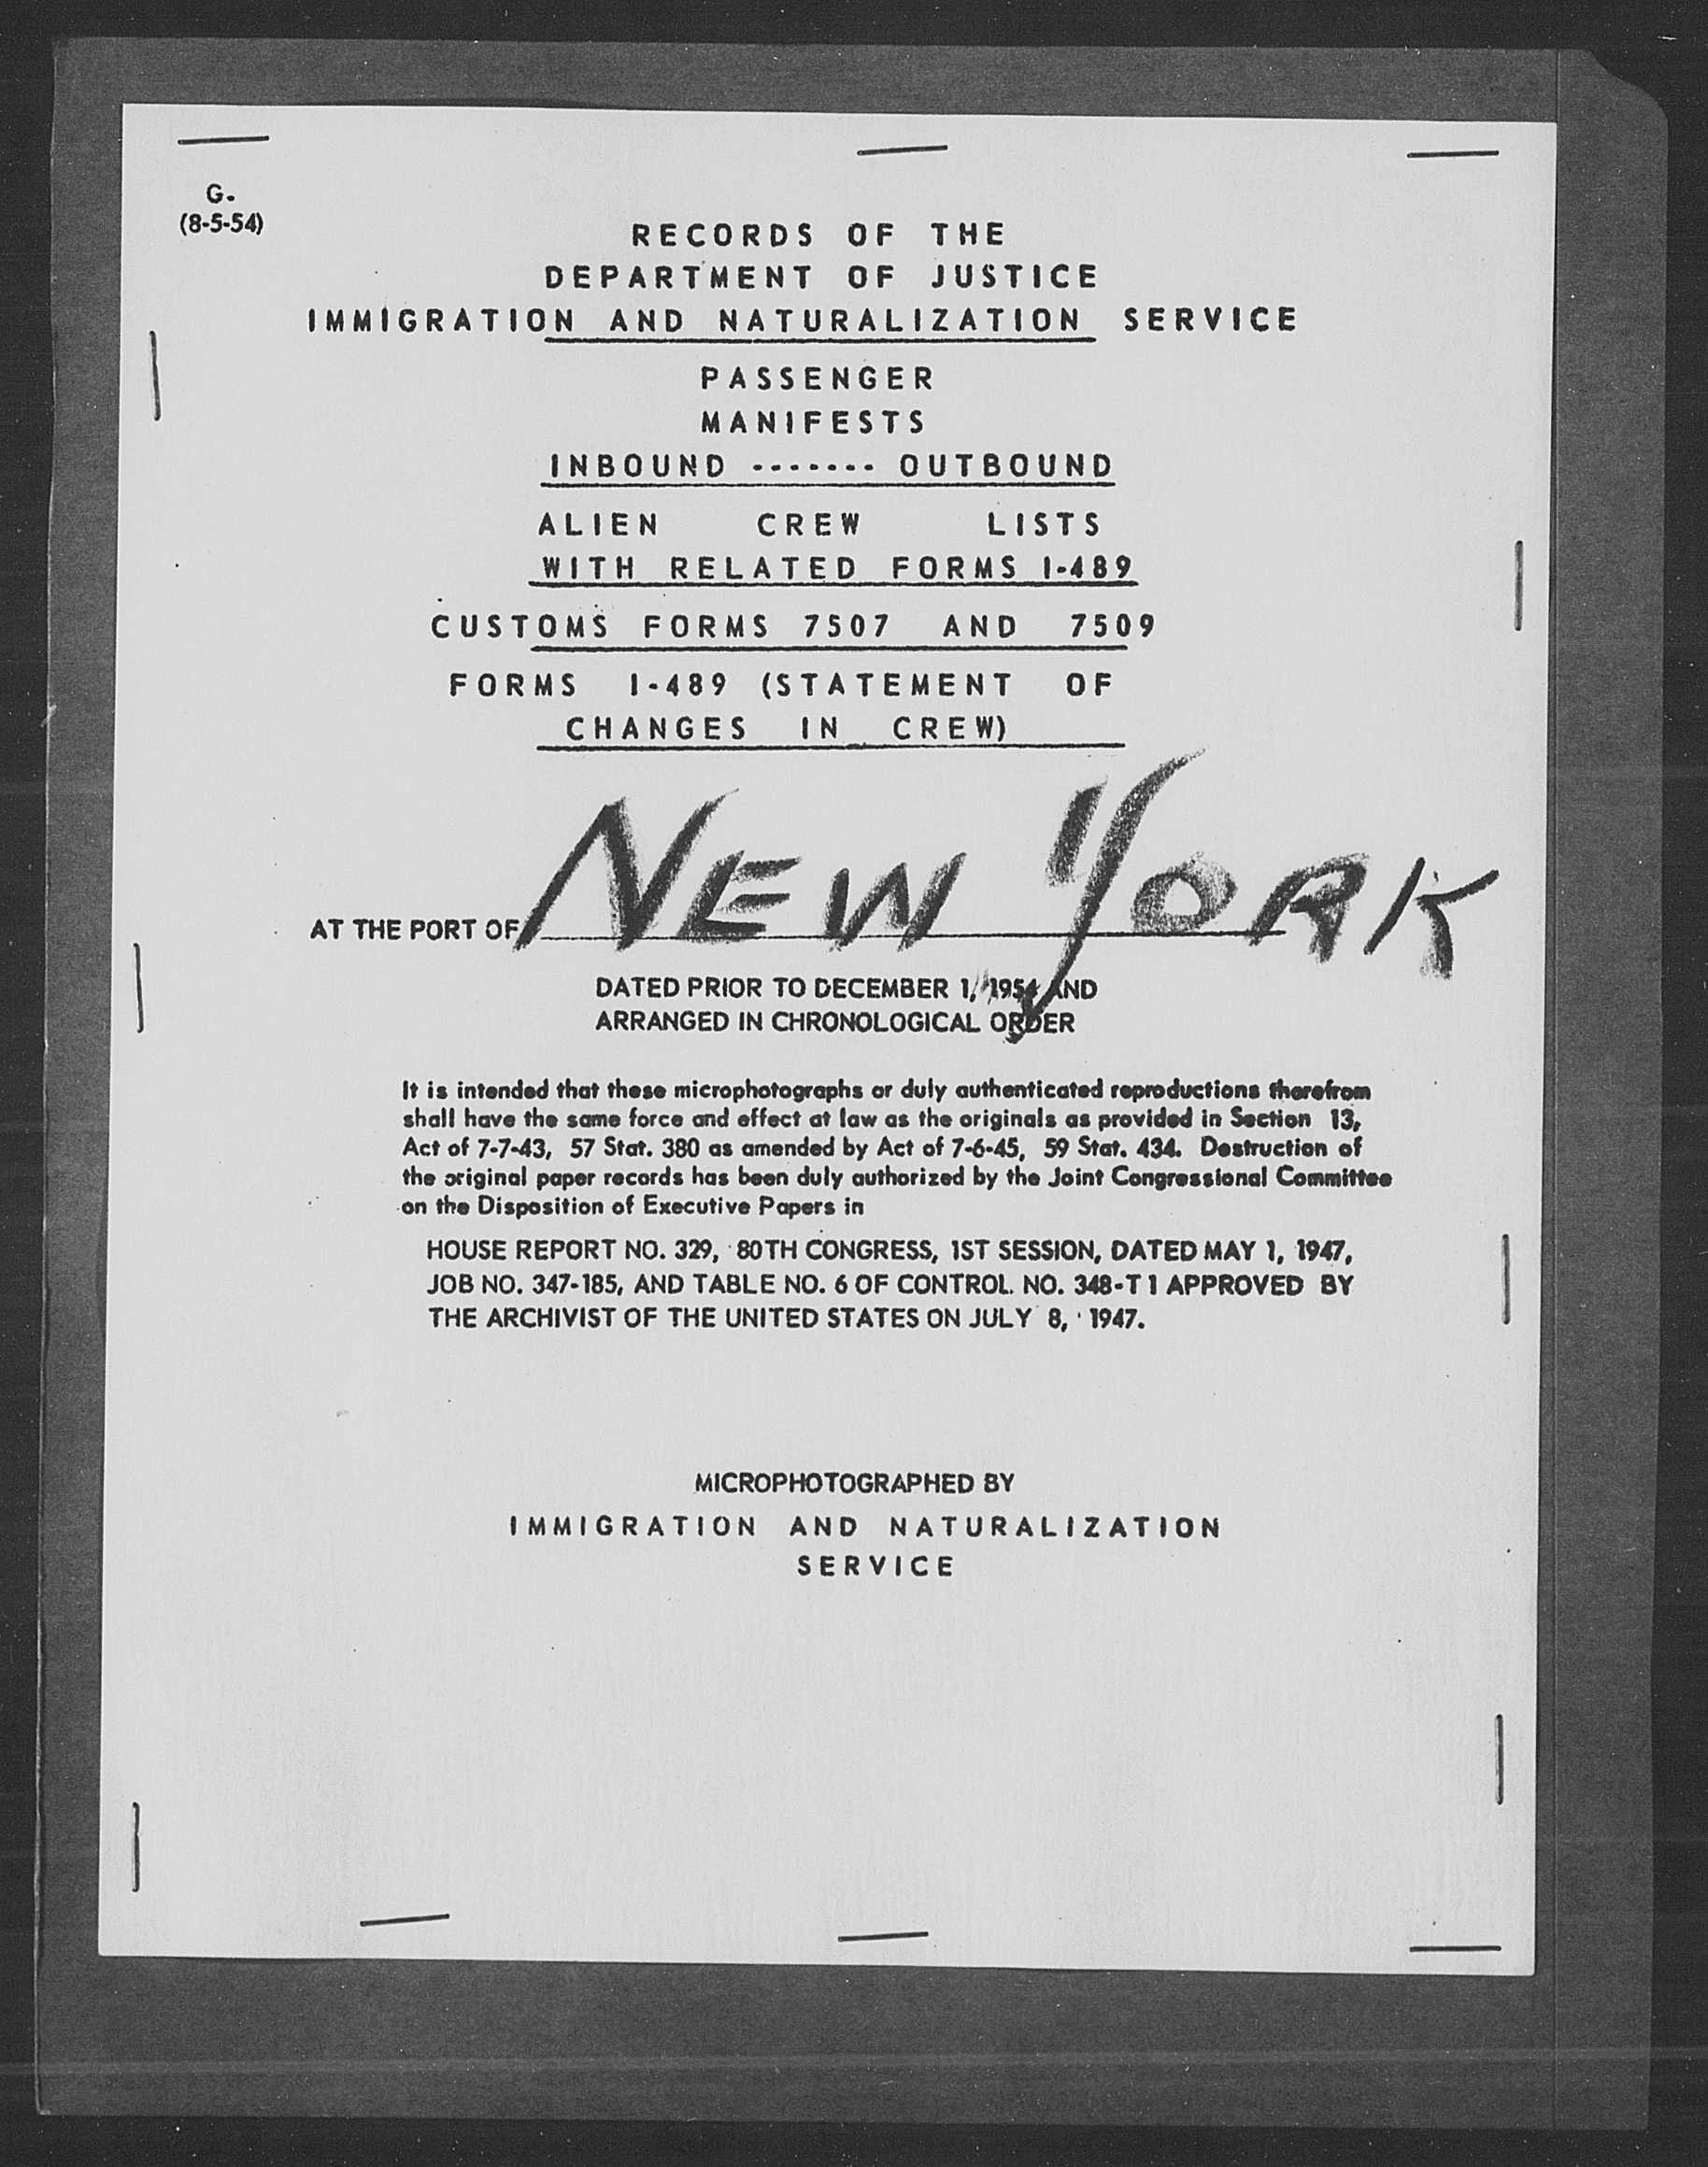 G.
(8-5-54)
RECORDS OF THE
DEPARTMENT OF JUSTICE
IMMIGRATION AND NATURALIZATION SERVICE
PASSENGER
MANIFESTS
INBOUND ------- OUTBOUND
ALIEN CREW LISTS
WITH RELATED FORMS I-489
CUSTOMS FORMS 7507 AND 7509
FORMS I-489 (STATEMENT OF
CHANGES IN CREW)
AT THE PORT OF NEW YORK
DATED PRIOR TO DECEMBER 1, 1954 AND
ARRANGED IN CHRONOLOGICAL ORDER
It is intended that these microphotographs or duly authenticated reproductions therefrom
shall have the same force and effect at law as the originals as provided in Section 13,
Act of 7-7-43, 57 Stat. 380 as amended by Act of 7-6-45, 59 Stat. 434. Destruction of
the original paper records has been duly authorized by the Joint Congressional Committee
on the Disposition of Executive Papers in
HOUSE REPORT NO. 329, 80TH CONGRESS, 1ST SESSION, DATED MAY 1, 1947,
JOB NO. 347-185, AND TABLE NO. 6 OF CONTROL NO. 348-T1 APPROVED BY
THE ARCHIVIST OF THE UNITED STATES ON JULY 8, 1947.
MICROPHOTOGRAPHED BY
IMMIGRATION AND NATURALIZATION
SERVICE